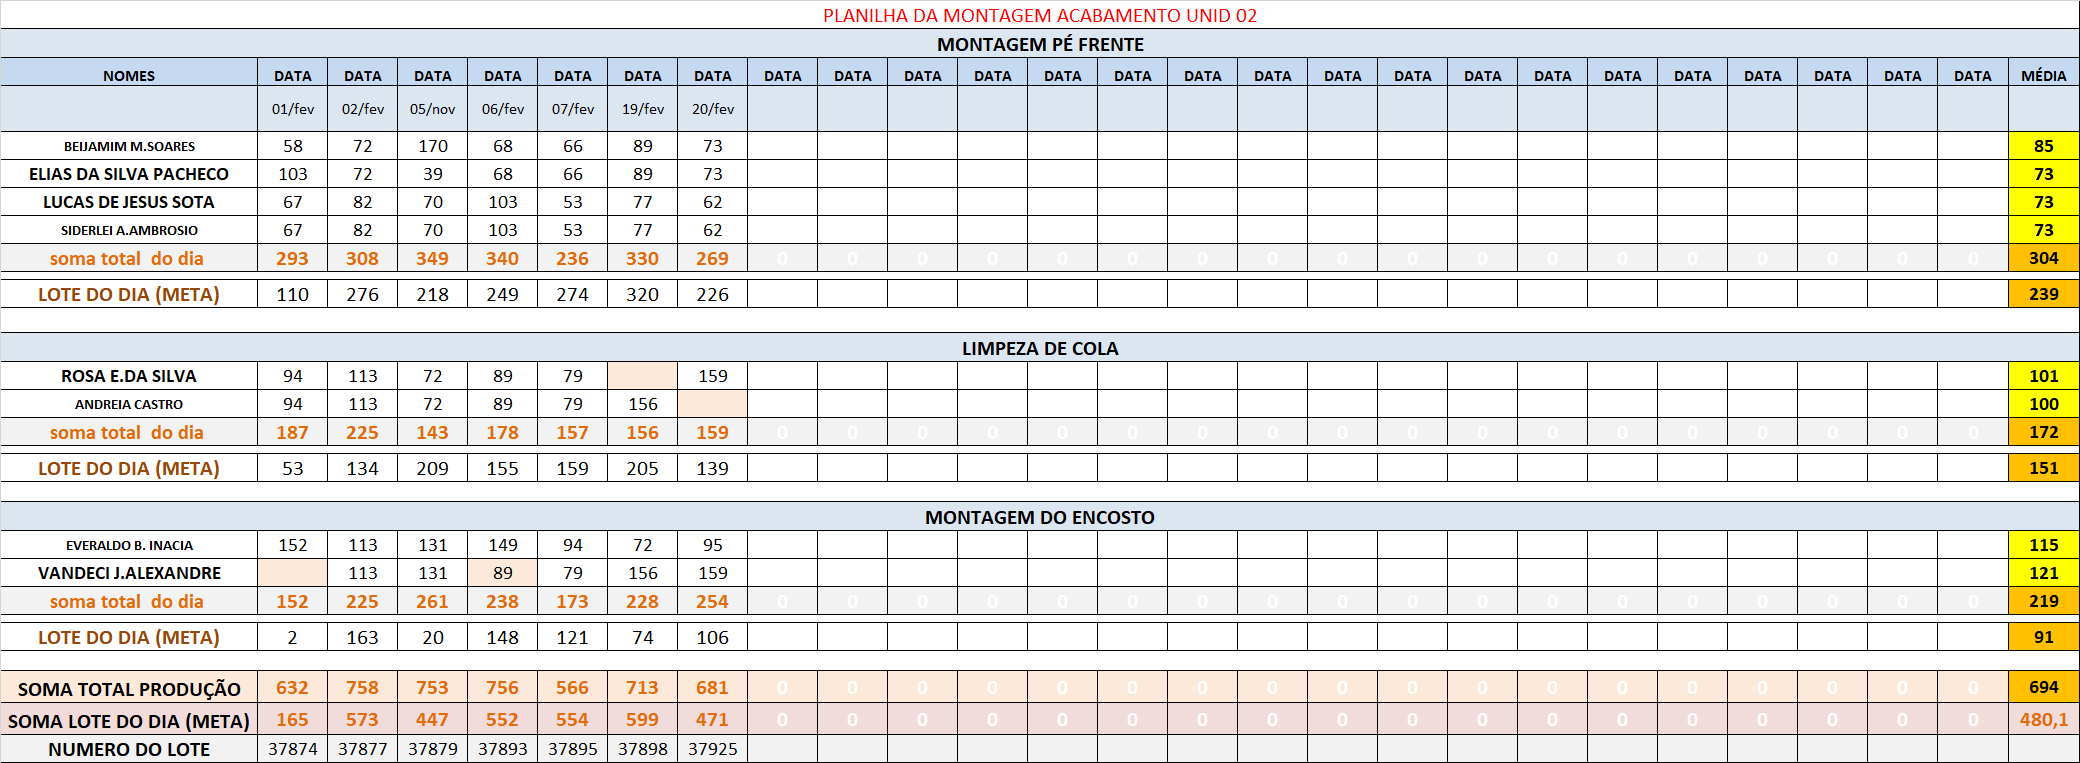 PLANILHA DA MONTAGEM ACABAMENTO UNID 02
MONTAGEM PÉ FRENTE
NOMES DATA DATA DATA DATA DATA DATA DATA DATA DATA DATA DATA DATA DATA DATA DATA DATA DATA DATA DATA DATA DATA DATA DATA DATA DATA MÉDIA
01/fev 02/fev 05/nov 06/fev 07/fev 19/fev 20/fev
BEIJAMIM M.SOARES 58 72 170 68 66 89 73 85
ELIAS DA SILVA PACHECO 103 72 39 68 66 89 73 73
LUCAS DE JESUS SOTA 67 82 70 103 53 77 62 73
SIDERLEI A.AMBROSIO 67 82 70 103 53 77 62 73
soma total do dia 293 308 349 340 236 330 269 0 0 0 0 0 0 0 0 0 0 0 0 0 0 0 0 0 0 304
LOTE DO DIA (META) 110 276 218 249 274 320 226 239
LIMPEZA DE COLA
ROSA E.DA SILVA 94 113 72 89 79 159 101
ANDREIA CASTRO 94 113 72 89 79 156 100
soma total do dia 187 225 143 178 157 156 159 0 0 0 0 0 0 0 0 0 0 0 0 0 0 0 0 0 0 172
LOTE DO DIA (META) 53 134 209 155 159 205 139 151
MONTAGEM DO ENCOSTO
EVERALDO B. INACIA 152 113 131 149 94 72 95 115
VANDECI J.ALEXANDRE 113 131 89 79 156 159 121
soma total do dia 152 225 261 238 173 228 254 0 0 0 0 0 0 0 0 0 0 0 0 0 0 0 0 0 0 219
LOTE DO DIA (META) 2 163 20 148 121 74 106 91
SOMA TOTAL PRODUÇÃO 632 758 753 756 566 713 681 0 0 0 0 0 0 0 0 0 0 0 0 0 0 0 0 0 0 694
SOMA LOTE DO DIA (META) 165 573 447 552 554 599 471 0 0 0 0 0 0 0 0 0 0 0 0 0 0 0 0 0 0 480,1
NUMERO DO LOTE 37874 37877 37879 37893 37895 37898 37925